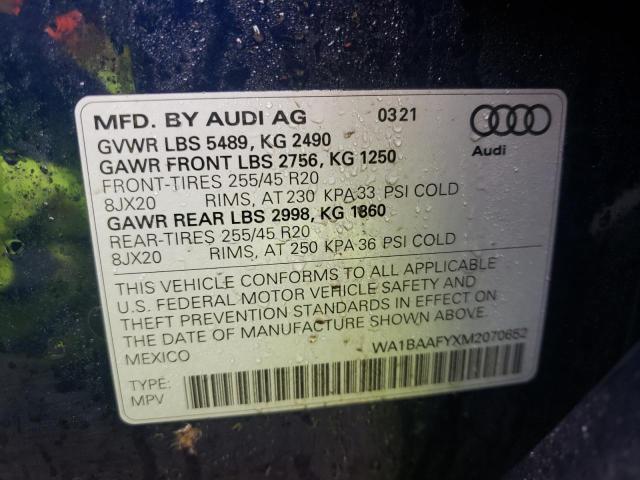 MFD. BY AUDI AG 0321
GVWR LBS 5489, KG 2490
GAWR FRONT LBS 2756, KG 1250
FRONT-TIRES 255/45 R20
8JX20 RIMS, AT 230 KPA 33 PSI COLD
GAWR REAR LBS 2998, KG 1360
REAR-TIRES 255/45 R20
8JX20 RIMS, AT 250 KPA 36 PSI COLD
Audi
THIS VEHICLE CONFORMS TO ALL APPLICABLE
U.S. FEDERAL MOTOR VEHICLE SAFETY AND
THEFT PREVENTION STANDARDS IN EFFECT ON
THE DATE OF MANUFACTURE SHOWN ABOVE.
MEXICO
WA1BAAFYXM2070652
TYPE:
MPV